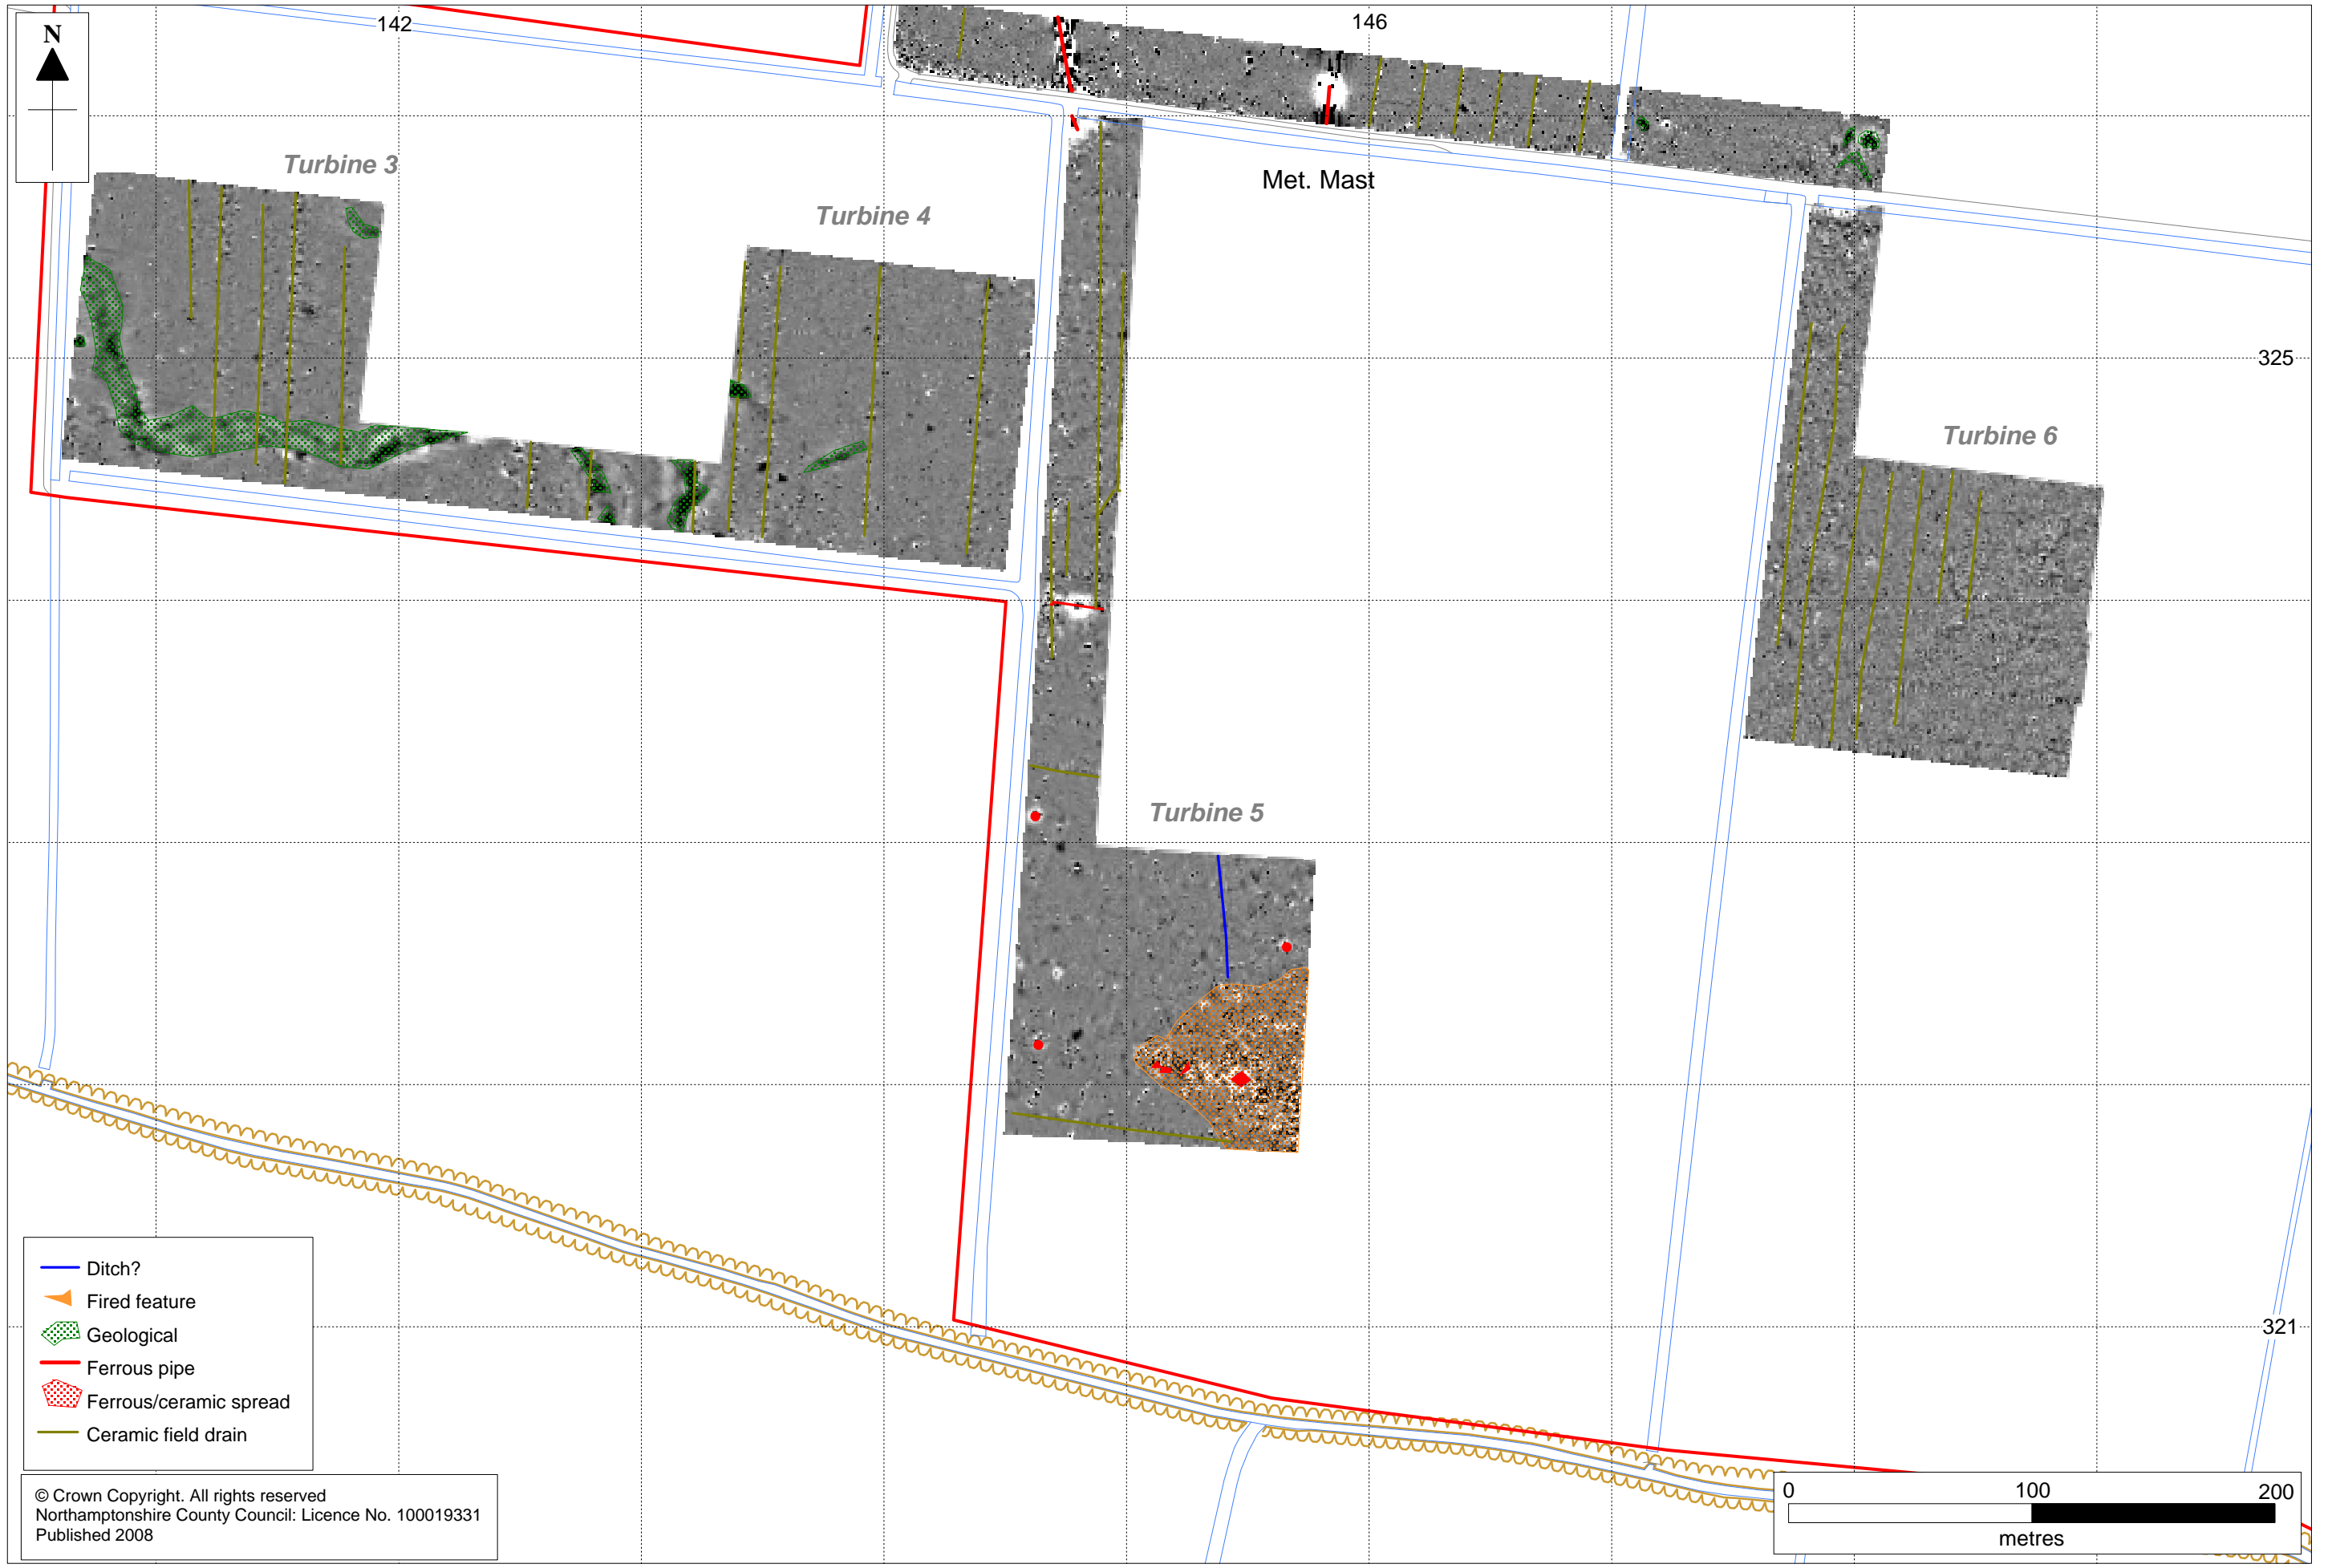 N
142
146
Turbine 3
Met. Mast
Turbine 4
325
Turbine 6
Turbine 5
321
Ditch?
Fired feature
Geological
Ferrous pipe
Ferrous/ceramic spread
Ceramic field drain
© Crown Copyright. All rights reserved
Northamptonshire County Council: Licence No. 100019331
Published 2008
0 100 200
metres